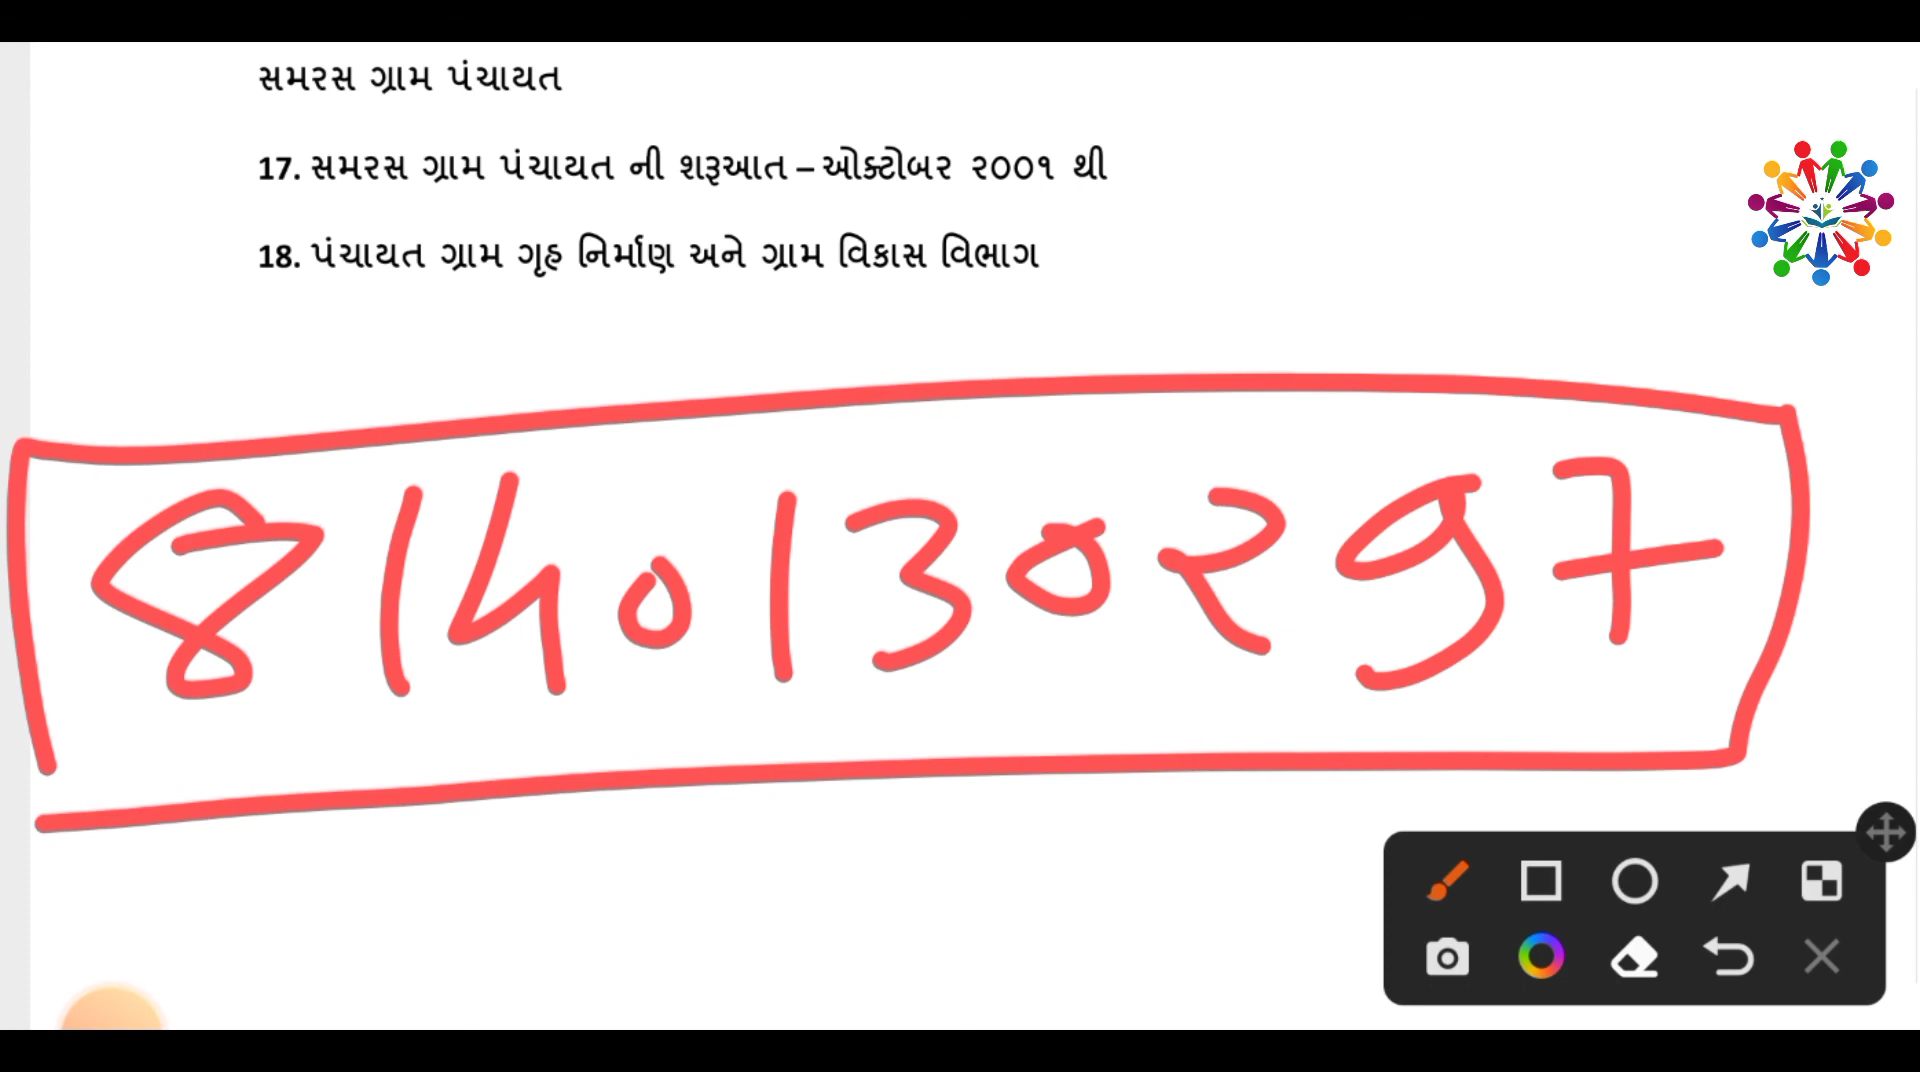 સમરસ ગ્રામ પંચાયત
17. સમરસ ગ્રામ પંચાયત ની શરૂઆત – ઓક્ટોબર ૨૦૦૧ થી
18. પંચાયત ગ્રામ ગૃહ નિર્માણ અને ગ્રામ વિકાસ વિભાગ
8140130297